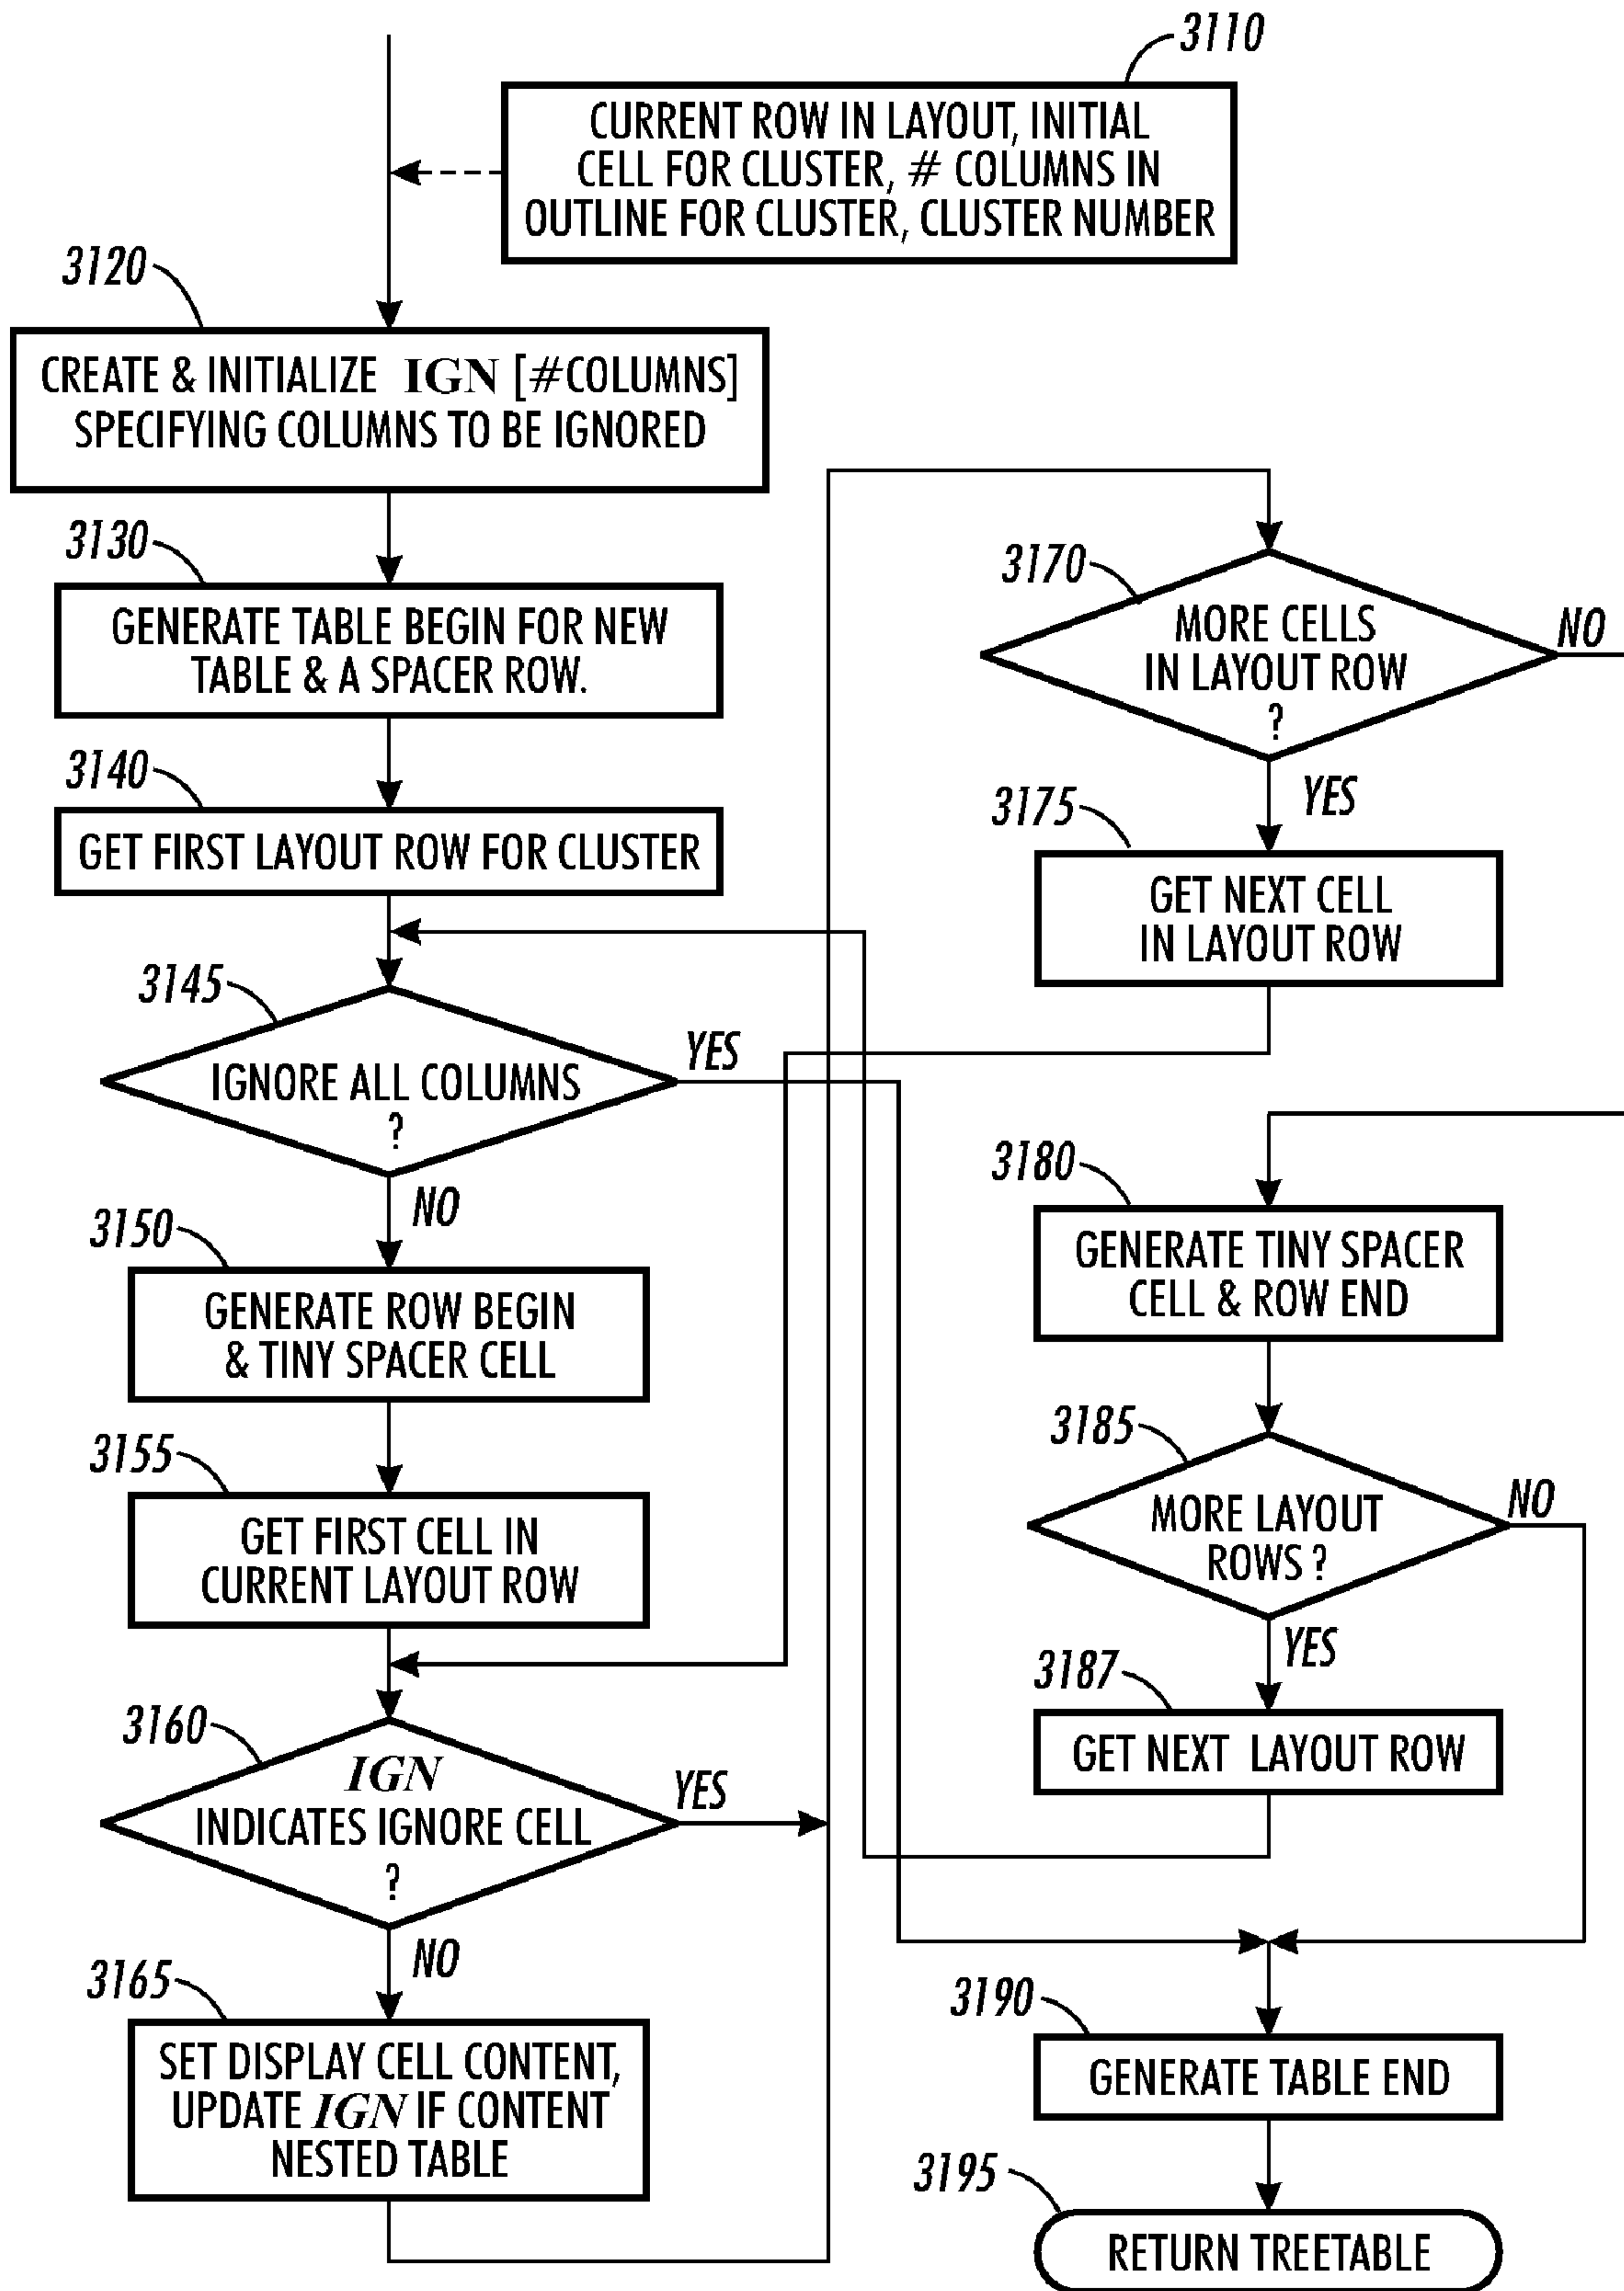 3110
CURRENT ROW IN LAYOUT, INITIAL
CELL FOR CLUSTER, # COLUMNS IN
OUTLINE FOR CLUSTER, CLUSTER NUMBER
3120
CREATE & INITIALIZE IGN [#COLUMNS]
SPECIFYING COLUMNS TO BE IGNORED
3130
GENERATE TABLE BEGIN FOR NEW
TABLE & A SPACER ROW.
3140
GET FIRST LAYOUT ROW FOR CLUSTER
3145
IGNORE ALL COLUMNS
?
YES
NO
3150
GENERATE ROW BEGIN
& TINY SPACER CELL
3155
GET FIRST CELL IN
CURRENT LAYOUT ROW
3160
IGN
INDICATES IGNORE CELL
?
YES
NO
3165
SET DISPLAY CELL CONTENT,
UPDATE IGN IF CONTENT
NESTED TABLE
3170
MORE CELLS
IN LAYOUT ROW
?
NO
YES
3175
GET NEXT CELL
IN LAYOUT ROW
3180
GENERATE TINY SPACER
CELL & ROW END
3185
MORE LAYOUT
ROWS ?
NO
YES
3187
GET NEXT LAYOUT ROW
3190
GENERATE TABLE END
3195
RETURN TREETABLE